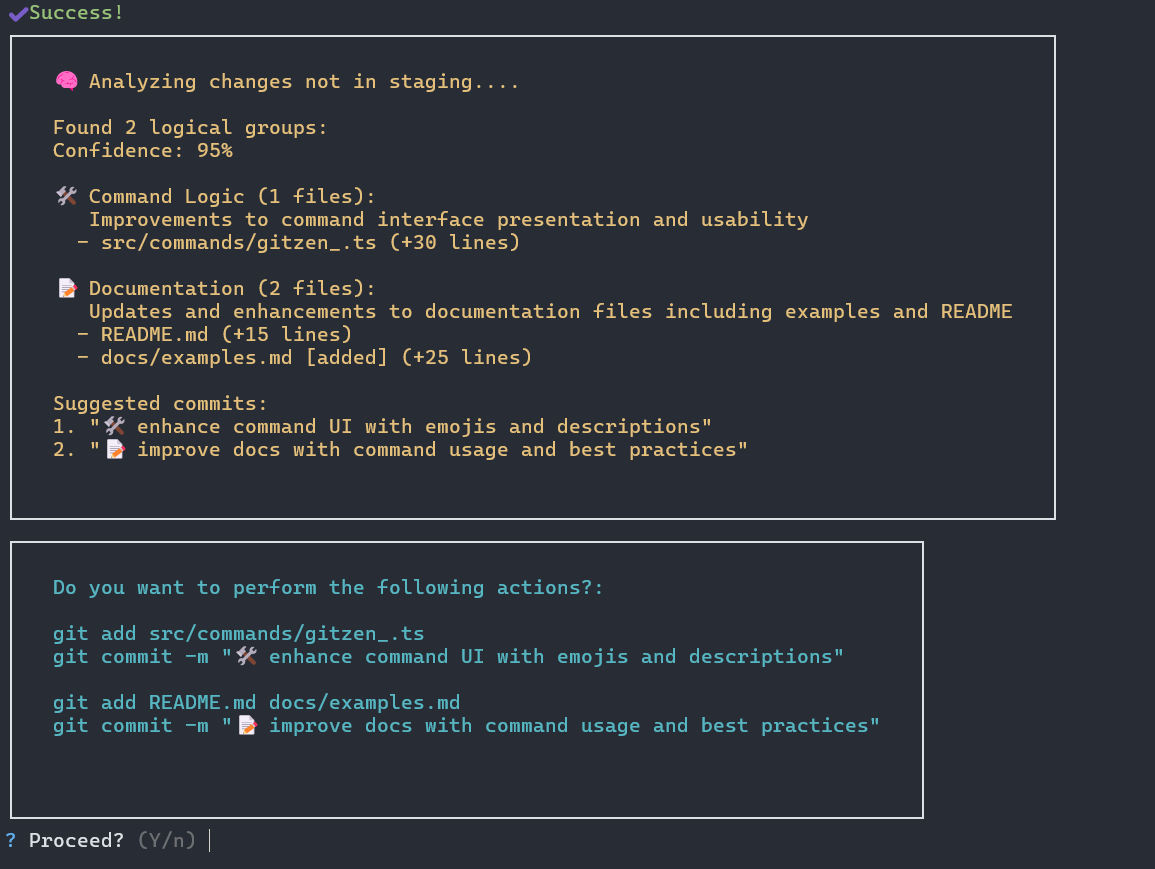 ✔Success!
🧠 Analyzing changes not in staging....
Found 2 logical groups:
Confidence: 95%
🛠 Command Logic (1 files):
Improvements to command interface presentation and usability
- src/commands/gitzen_.ts (+30 lines)
📝 Documentation (2 files):
Updates and enhancements to documentation files including examples and README
- README.md (+15 lines)
- docs/examples.md [added] (+25 lines)
Suggested commits:
1. "🛠 enhance command UI with emojis and descriptions"
2. "📝 improve docs with command usage and best practices"
Do you want to perform the following actions?:
git add src/commands/gitzen_.ts
git commit -m "🛠 enhance command UI with emojis and descriptions"
git add README.md docs/examples.md
git commit -m "📝 improve docs with command usage and best practices"
? Proceed? (Y/n)